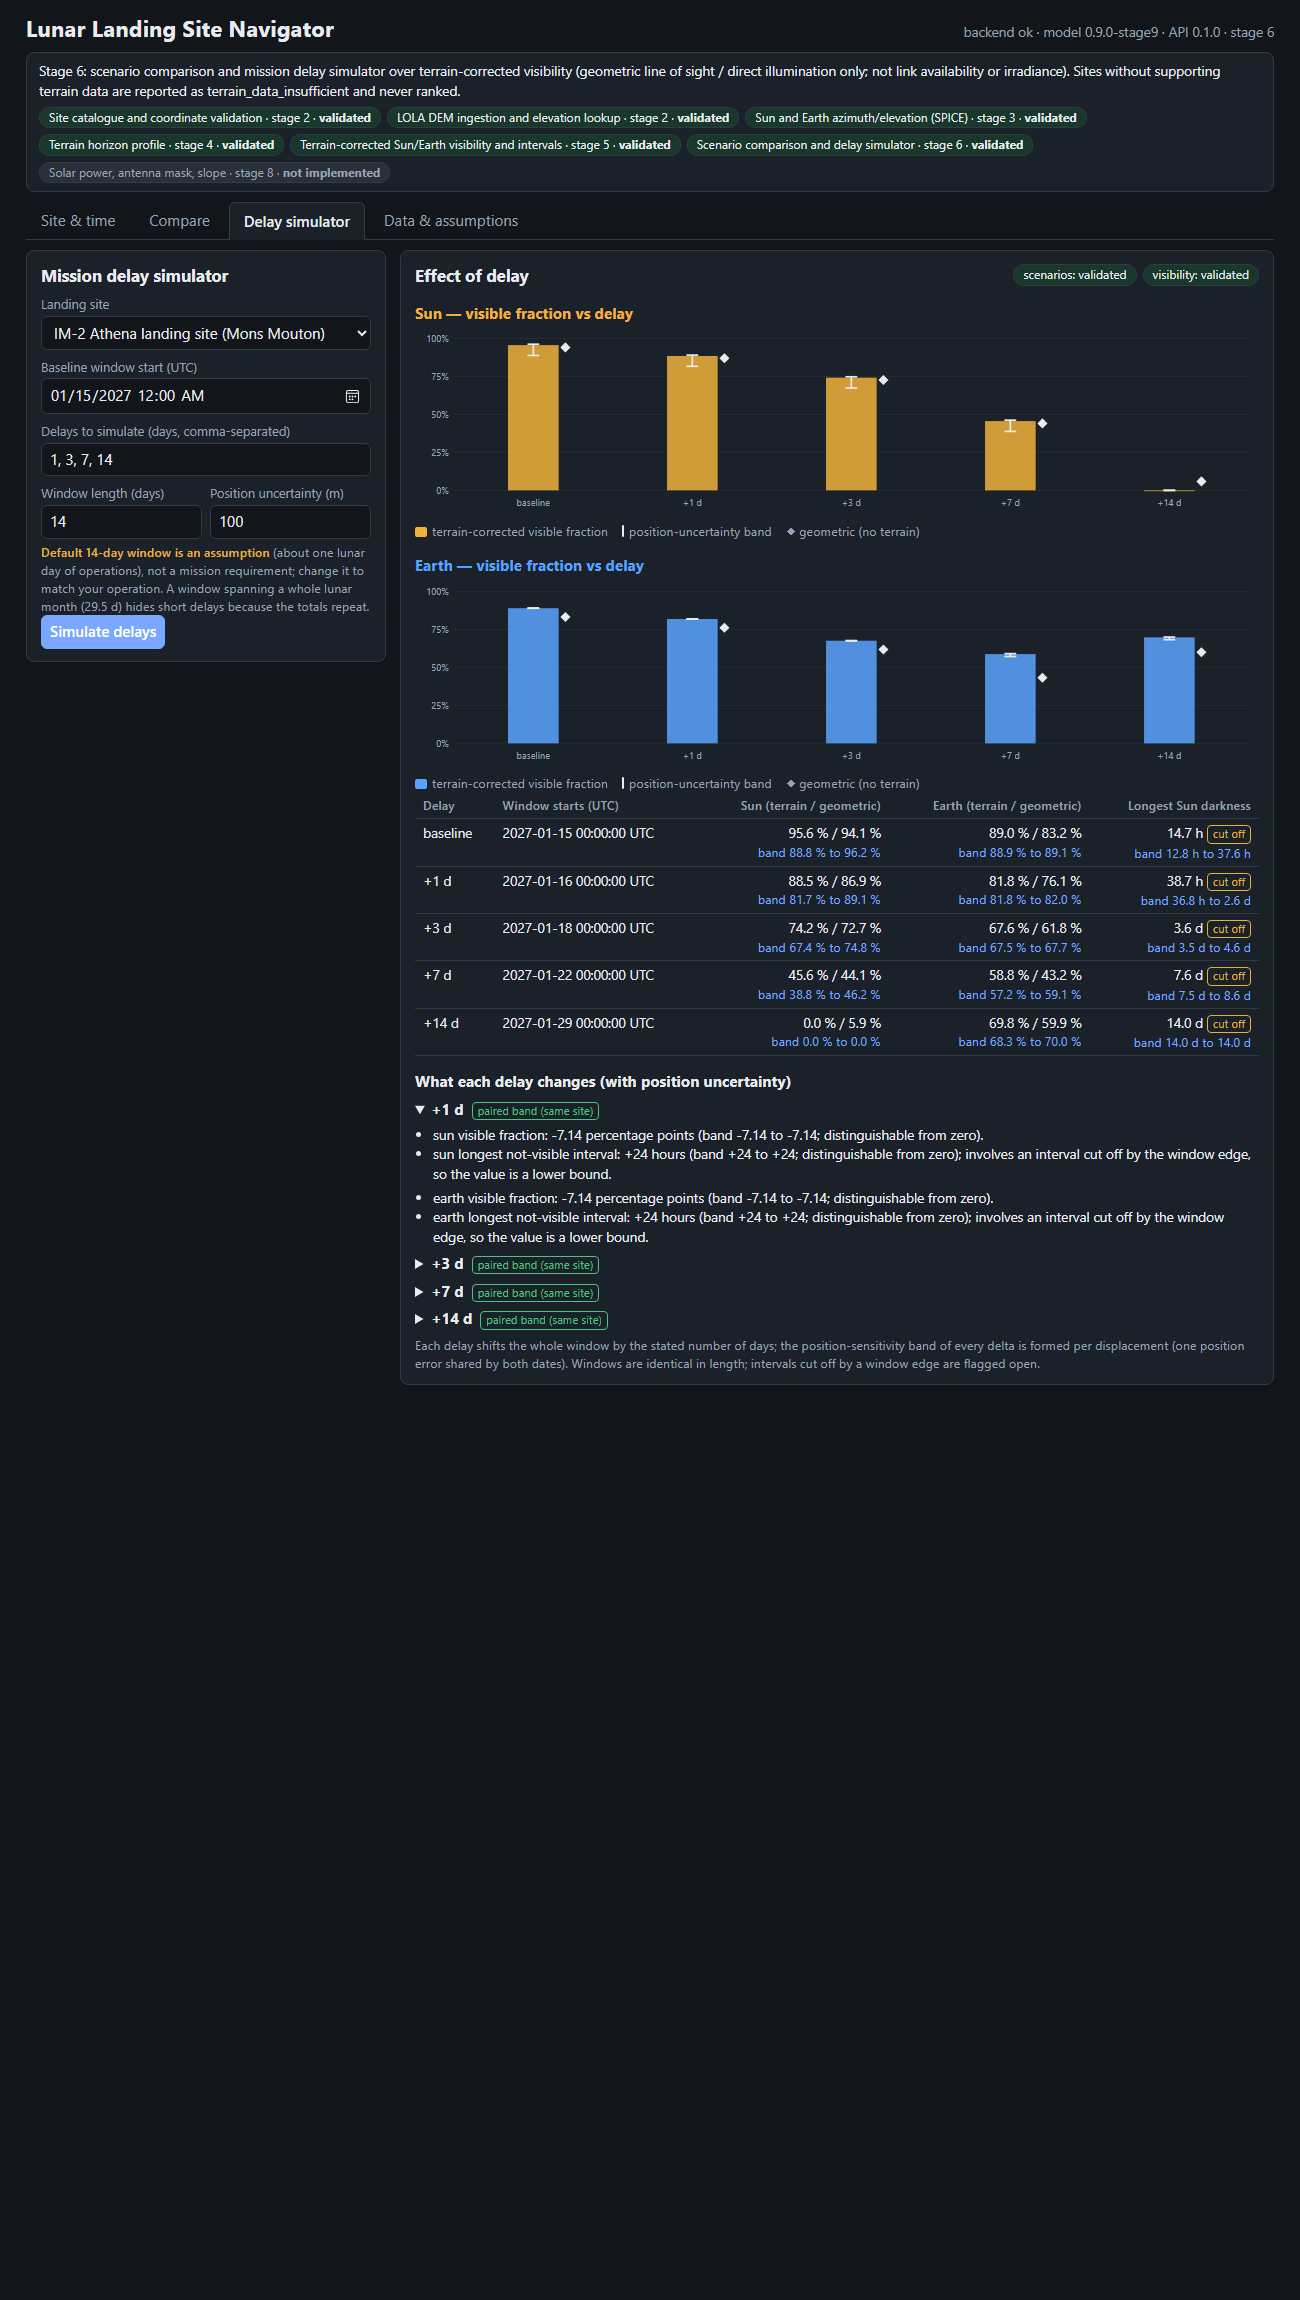 Lunar Landing Site Navigator
backend ok · model 0.9.0-stage9 · API 0.1.0 · stage 6
Stage 6: scenario comparison and mission delay simulator over terrain-corrected visibility (geometric line of sight / direct illumination only; not link availability or irradiance). Sites without supporting
terrain data are reported as terrain_data_insufficient and never ranked.
Site catalogue and coordinate validation · stage 2 · validated
LOLA DEM ingestion and elevation lookup · stage 2 · validated
Sun and Earth azimuth/elevation (SPICE) · stage 3 · validated
Terrain horizon profile · stage 4 · validated
Terrain-corrected Sun/Earth visibility and intervals · stage 5 · validated
Scenario comparison and delay simulator · stage 6 · validated
Solar power, antenna mask, slope · stage 8 · not implemented
Site & time
Compare
Delay simulator
Data & assumptions
Mission delay simulator
Landing site
IM-2 Athena landing site (Mons Mouton)
Baseline window start (UTC)
01/15/2027 12:00 AM
Delays to simulate (days, comma-separated)
1, 3, 7, 14
Window length (days)
Position uncertainty (m)
14
100
Default 14-day window is an assumption (about one lunar
day of operations), not a mission requirement; change it to
match your operation. A window spanning a whole lunar
month (29.5 d) hides short delays because the totals repeat.
Simulate delays
Effect of delay
scenarios: validated
visibility: validated
Sun — visible fraction vs delay
100%
75%
50%
25%
0%
baseline
+1 d
+3 d
+7 d
+14 d
terrain-corrected visible fraction
position-uncertainty band
geometric (no terrain)
Earth — visible fraction vs delay
100%
75%
50%
25%
0%
baseline
+1 d
+3 d
+7 d
+14 d
terrain-corrected visible fraction
position-uncertainty band
geometric (no terrain)
Delay Window starts (UTC) Sun (terrain / geometric) Earth (terrain / geometric) Longest Sun darkness
baseline 2027-01-15 00:00:00 UTC 95.6 % / 94.1 % 89.0 % / 83.2 % 14.7 h cut off
band 88.8 % to 96.2 % band 88.9 % to 89.1 % band 12.8 h to 37.6 h
+1 d 2027-01-16 00:00:00 UTC 88.5 % / 86.9 % 81.8 % / 76.1 % 38.7 h cut off
band 81.7 % to 89.1 % band 81.8 % to 82.0 % band 36.8 h to 2.6 d
+3 d 2027-01-18 00:00:00 UTC 74.2 % / 72.7 % 67.6 % / 61.8 % 3.6 d cut off
band 67.4 % to 74.8 % band 67.5 % to 67.7 % band 3.5 d to 4.6 d
+7 d 2027-01-22 00:00:00 UTC 45.6 % / 44.1 % 58.8 % / 43.2 % 7.6 d cut off
band 38.8 % to 46.2 % band 57.2 % to 59.1 % band 7.5 d to 8.6 d
+14 d 2027-01-29 00:00:00 UTC 0.0 % / 5.9 % 69.8 % / 59.9 % 14.0 d cut off
band 0.0 % to 0.0 % band 68.3 % to 70.0 % band 14.0 d to 14.0 d
What each delay changes (with position uncertainty)
+1 d paired band (same site)
sun visible fraction: -7.14 percentage points (band -7.14 to -7.14; distinguishable from zero).
sun longest not-visible interval: +24 hours (band +24 to +24; distinguishable from zero); involves an interval cut off by the window edge,
so the value is a lower bound.
earth visible fraction: -7.14 percentage points (band -7.14 to -7.14; distinguishable from zero).
earth longest not-visible interval: +24 hours (band +24 to +24; distinguishable from zero); involves an interval cut off by the window
edge, so the value is a lower bound.
+3 d paired band (same site)
+7 d paired band (same site)
+14 d paired band (same site)
Each delay shifts the whole window by the stated number of days; the position-sensitivity band of every delta is formed per displacement (one position
error shared by both dates). Windows are identical in length; intervals cut off by a window edge are flagged open.